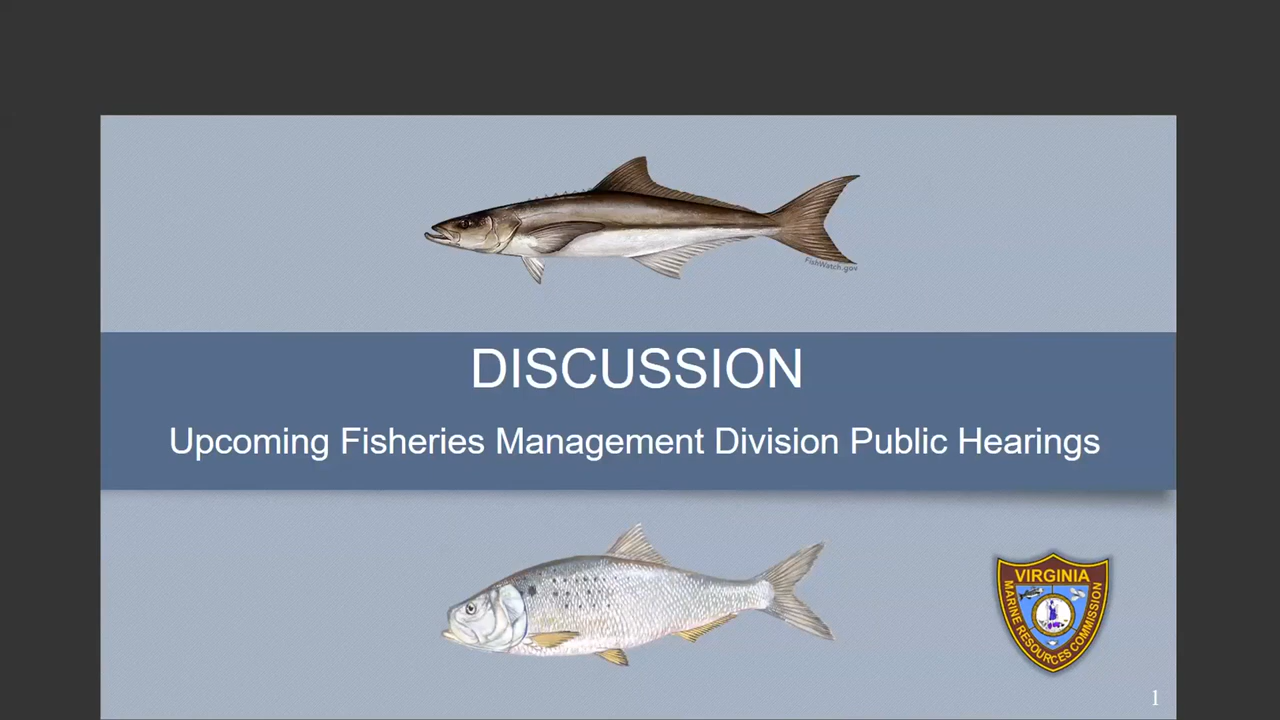 FishWatch.gov
DISCUSSION
Upcoming Fisheries Management Division Public Hearings
VIRGINIA
MARINE RESOURCES COMMISSION
1